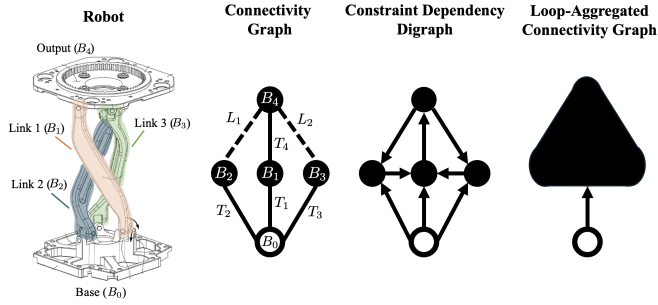 Robot
Output (B₄)
Link 1 (B₁)
Link 3 (B₃)
Link 2 (B₂)
Base (B₀)
Connectivity
Graph
B₄
L₁
L₂
T₄
B₂
B₁
B₃
T₂
T₁
T₃
B₀
Constraint Dependency
Digraph
Loop-Aggregated
Connectivity Graph